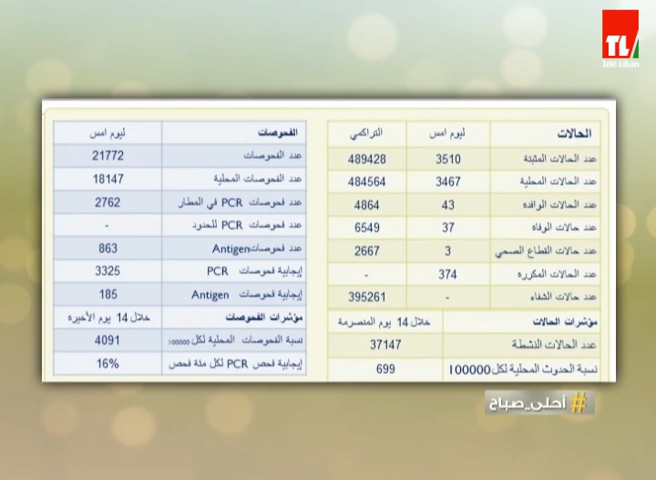 TL
Télé Liban
الحالات ليوم امس التراكمي
عدد الحالات المثبتة 3510 489428
عدد الحالات المحلية 3467 484564
عدد الحالات الوافده 43 4864
عدد حالات الوفاه 37 6549
عدد حالات القطاع الصحي 3 2667
عدد الحالات المكرره 374 -
عدد حالات الشفاء - 395261
مؤشرات الحالات خلال 14 يوم المنصرمة
عدد الحالات النشطة 37147
نسبة الحدوث المحلية لكل 100000 699
الفحوصات ليوم امس
عدد الفحوصات 21772
عدد الفحوصات المحلية 18147
عدد فحوصات PCR في المطار 2762
عدد فحوصات PCR للحدود -
عدد فحوصات Antigen 863
إيجابية فحوصات PCR 3325
إيجابية فحوصات Antigen 185
مؤشرات الفحوصات خلال 14 يوم الأخيره
نسبة الفحوصات المحلية لكل 100000 4091
إيجابية فحص PCR لكل مئة فحص 16%
#أحلى_صباح